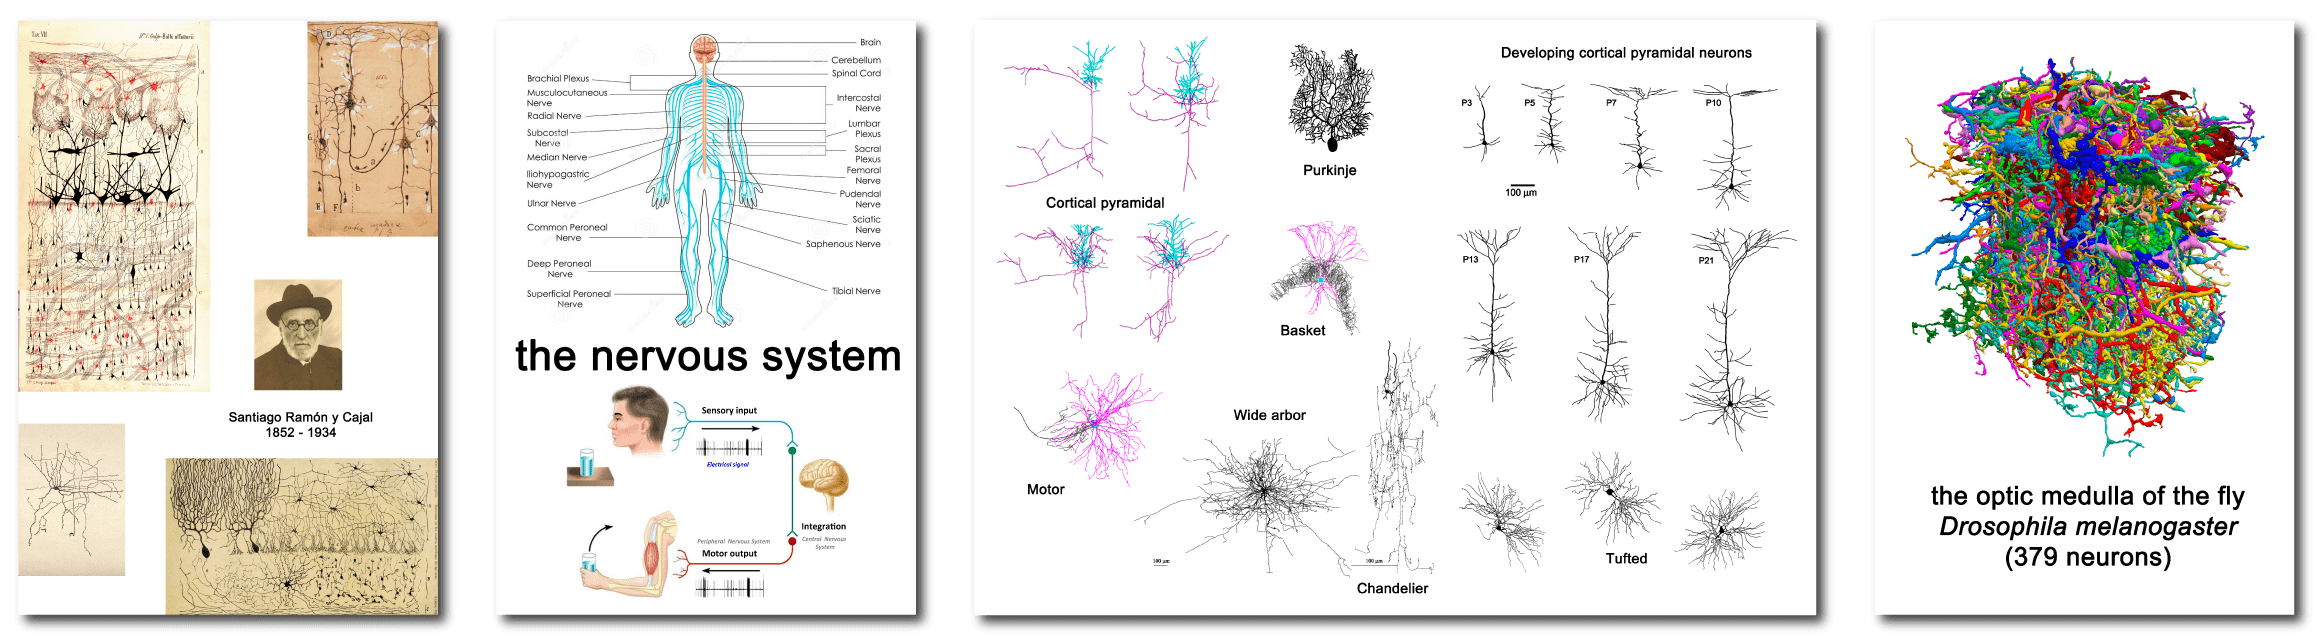 Santiago Ramón y Cajal
1852 - 1934
Brain
Cerebellum
Spinal Cord
Intercostal
Nerve
Lumbar
Plexus
Sacral
Plexus
Femoral
Nerve
Pudendal
Nerve
Sciatic
Nerve
Saphenous Nerve
Tibial Nerve
Brachial Plexus
Musculocutaneous
Nerve
Radial Nerve
Subcostal
Nerve
Median Nerve
Iliohypogastric
Nerve
Ulnar Nerve
Common Peroneal
Nerve
Deep Peroneal
Nerve
Superficial Peroneal
Nerve
the nervous system
Sensory input
Electrical signal
Integration
Central Nervous
System
Peripheral Nervous System
Motor output
Cortical pyramidal
Purkinje
Basket
Motor
Wide arbor
100 µm
100 µm
Chandelier
Developing cortical pyramidal neurons
P3
P5
P7
P10
100 µm
P13
P17
P21
Tufted
the optic medulla of the fly
Drosophila melanogaster
(379 neurons)